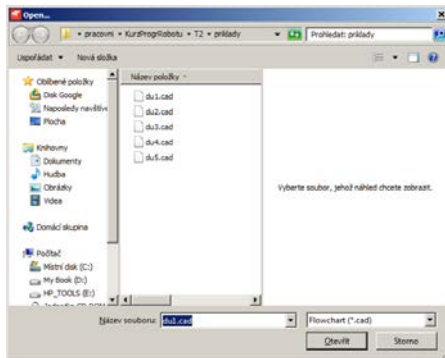 Open...
▸ pracovni ▸ KurzProgrRobotu ▸ T2 ▸ priklady
Prohledat: priklady
Uspořádat
Nová složka
Oblíbené položky
Disk Google
Naposledy navštíve
Plocha
Knihovny
Dokumenty
Hudba
Obrázky
Videa
Domácí skupina
Počítač
Místní disk (C:)
My Book (D:)
HP_TOOLS (E:)
Název položky
du1.cad
du2.cad
du3.cad
du4.cad
du5.cad
Vyberte soubor, jehož náhled chcete zobrazit.
Název souboru:
du1.cad
Flowchart (*.cad)
Otevřít
Storno